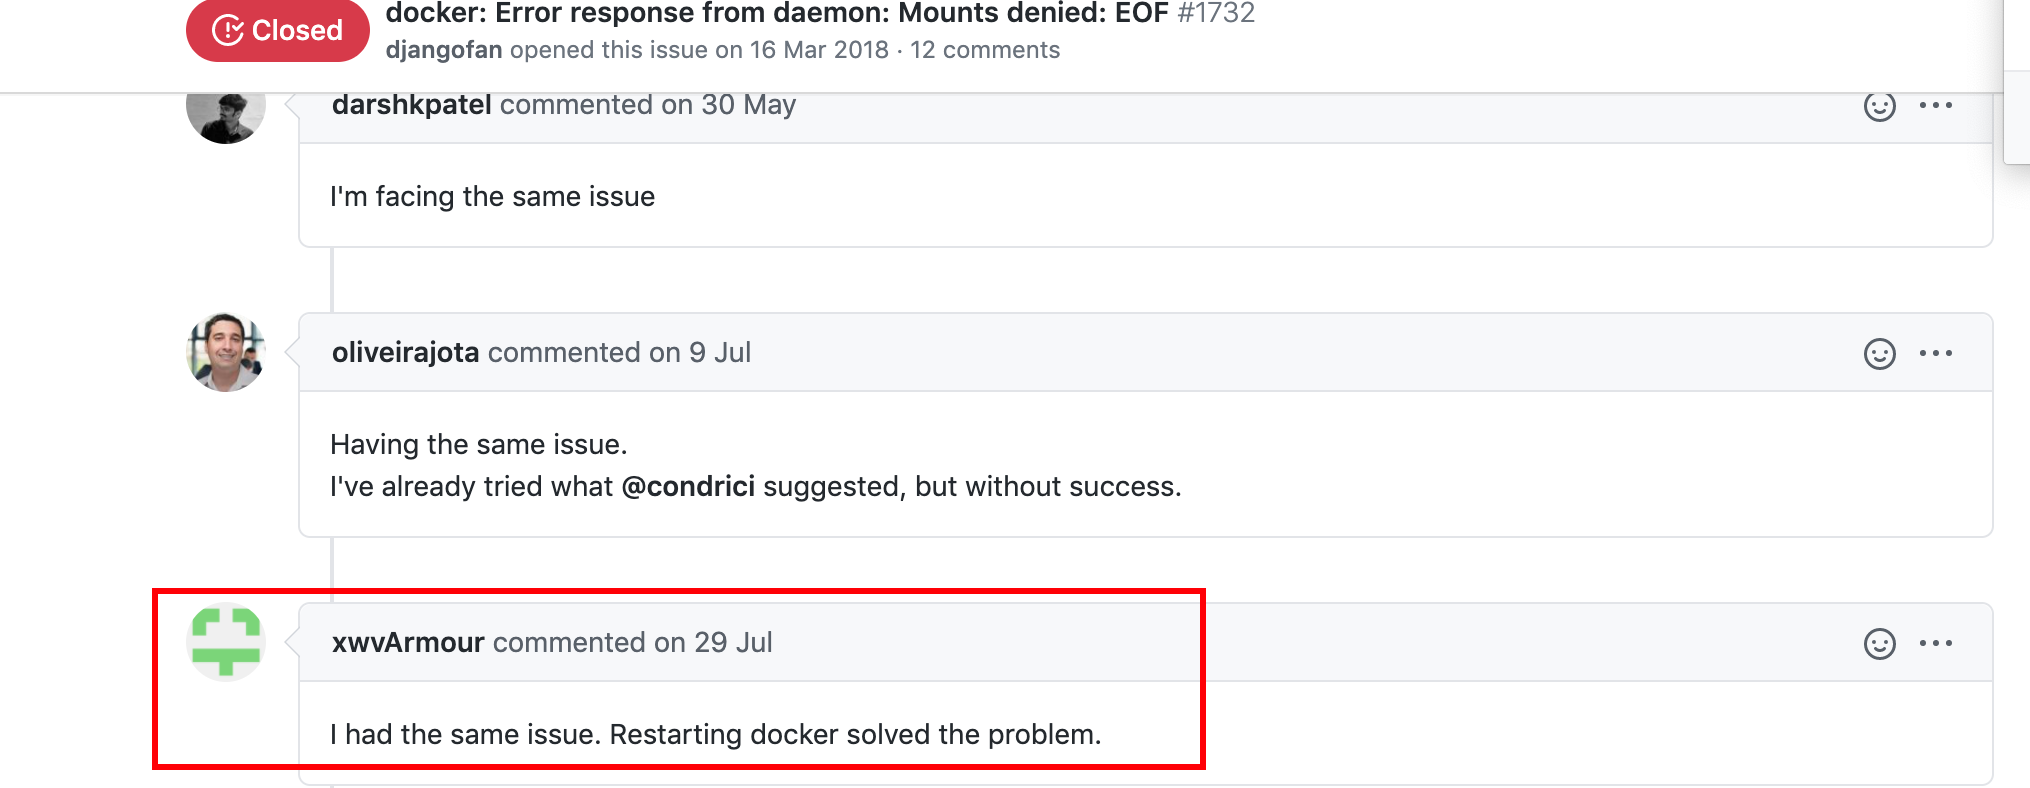 Closed
docker: Error response from daemon: Mounts denied: EOF #1732
djangofan opened this issue on 16 Mar 2018 · 12 comments
darshkpatel commented on 30 May
I'm facing the same issue
oliveirajota commented on 9 Jul
Having the same issue.
I've already tried what @condrici suggested, but without success.
xwvArmour commented on 29 Jul
I had the same issue. Restarting docker solved the problem.